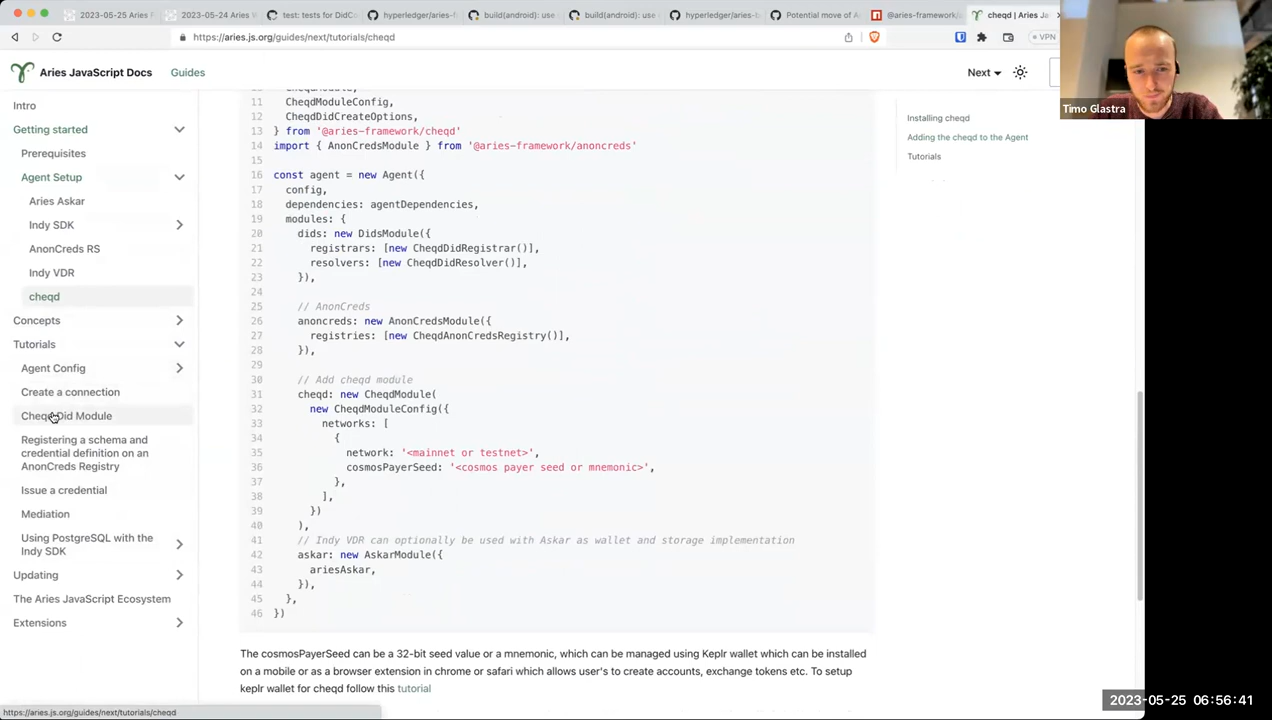 2023-05-25 Aries F
2023-05-24 Aries W
test: tests for DidCo
hyperledger/aries-f
build(android): use
build(android): use
hyperledger/aries-b
Potential move of A
@aries-framework/
cheqd | Aries Ja
https://aries.js.org/guides/next/tutorials/cheqd
VPN
Aries JavaScript Docs
Guides
Next
Intro
Getting started
Prerequisites
Agent Setup
Aries Askar
Indy SDK
AnonCreds RS
Indy VDR
cheqd
Concepts
Tutorials
Agent Config
Create a connection
Cheqd Did Module
Registering a schema and
credential definition on an
AnonCreds Registry
Issue a credential
Mediation
Using PostgreSQL with the
Indy SDK
Updating
The Aries JavaScript Ecosystem
Extensions
11 CheqdModuleConfig,
12 CheqdDidCreateOptions,
13 } from '@aries-framework/cheqd'
14 import { AnonCredsModule } from '@aries-framework/anoncreds'
15
16 const agent = new Agent({
17 config,
18 dependencies: agentDependencies,
19 modules: {
20 dids: new DidsModule({
21 registrars: [new CheqdDidRegistrar()],
22 resolvers: [new CheqdDidResolver()],
23 }),
24
25 // AnonCreds
26 anoncreds: new AnonCredsModule({
27 registries: [new CheqdAnonCredsRegistry()],
28 }),
29
30 // Add cheqd module
31 cheqd: new CheqdModule(
32 new CheqdModuleConfig({
33 networks: [
34 {
35 network: '<mainnet or testnet>',
36 cosmosPayerSeed: '<cosmos payer seed or mnemonic>',
37 },
38 ],
39 })
40 ),
41 // Indy VDR can optionally be used with Askar as wallet and storage implementation
42 askar: new AskarModule({
43 ariesAskar,
44 }),
45 },
46 })
The cosmosPayerSeed can be a 32-bit seed value or a mnemonic, which can be managed using Keplr wallet which can be installed
on a mobile or as a browser extension in chrome or safari which allows user's to create accounts, exchange tokens etc. To setup
keplr wallet for cheqd follow this tutorial
Installing cheqd
Adding the cheqd to the Agent
Tutorials
Timo Glastra
https://aries.js.org/guides/next/tutorials/cheqd
2023-05-25 06:56:41